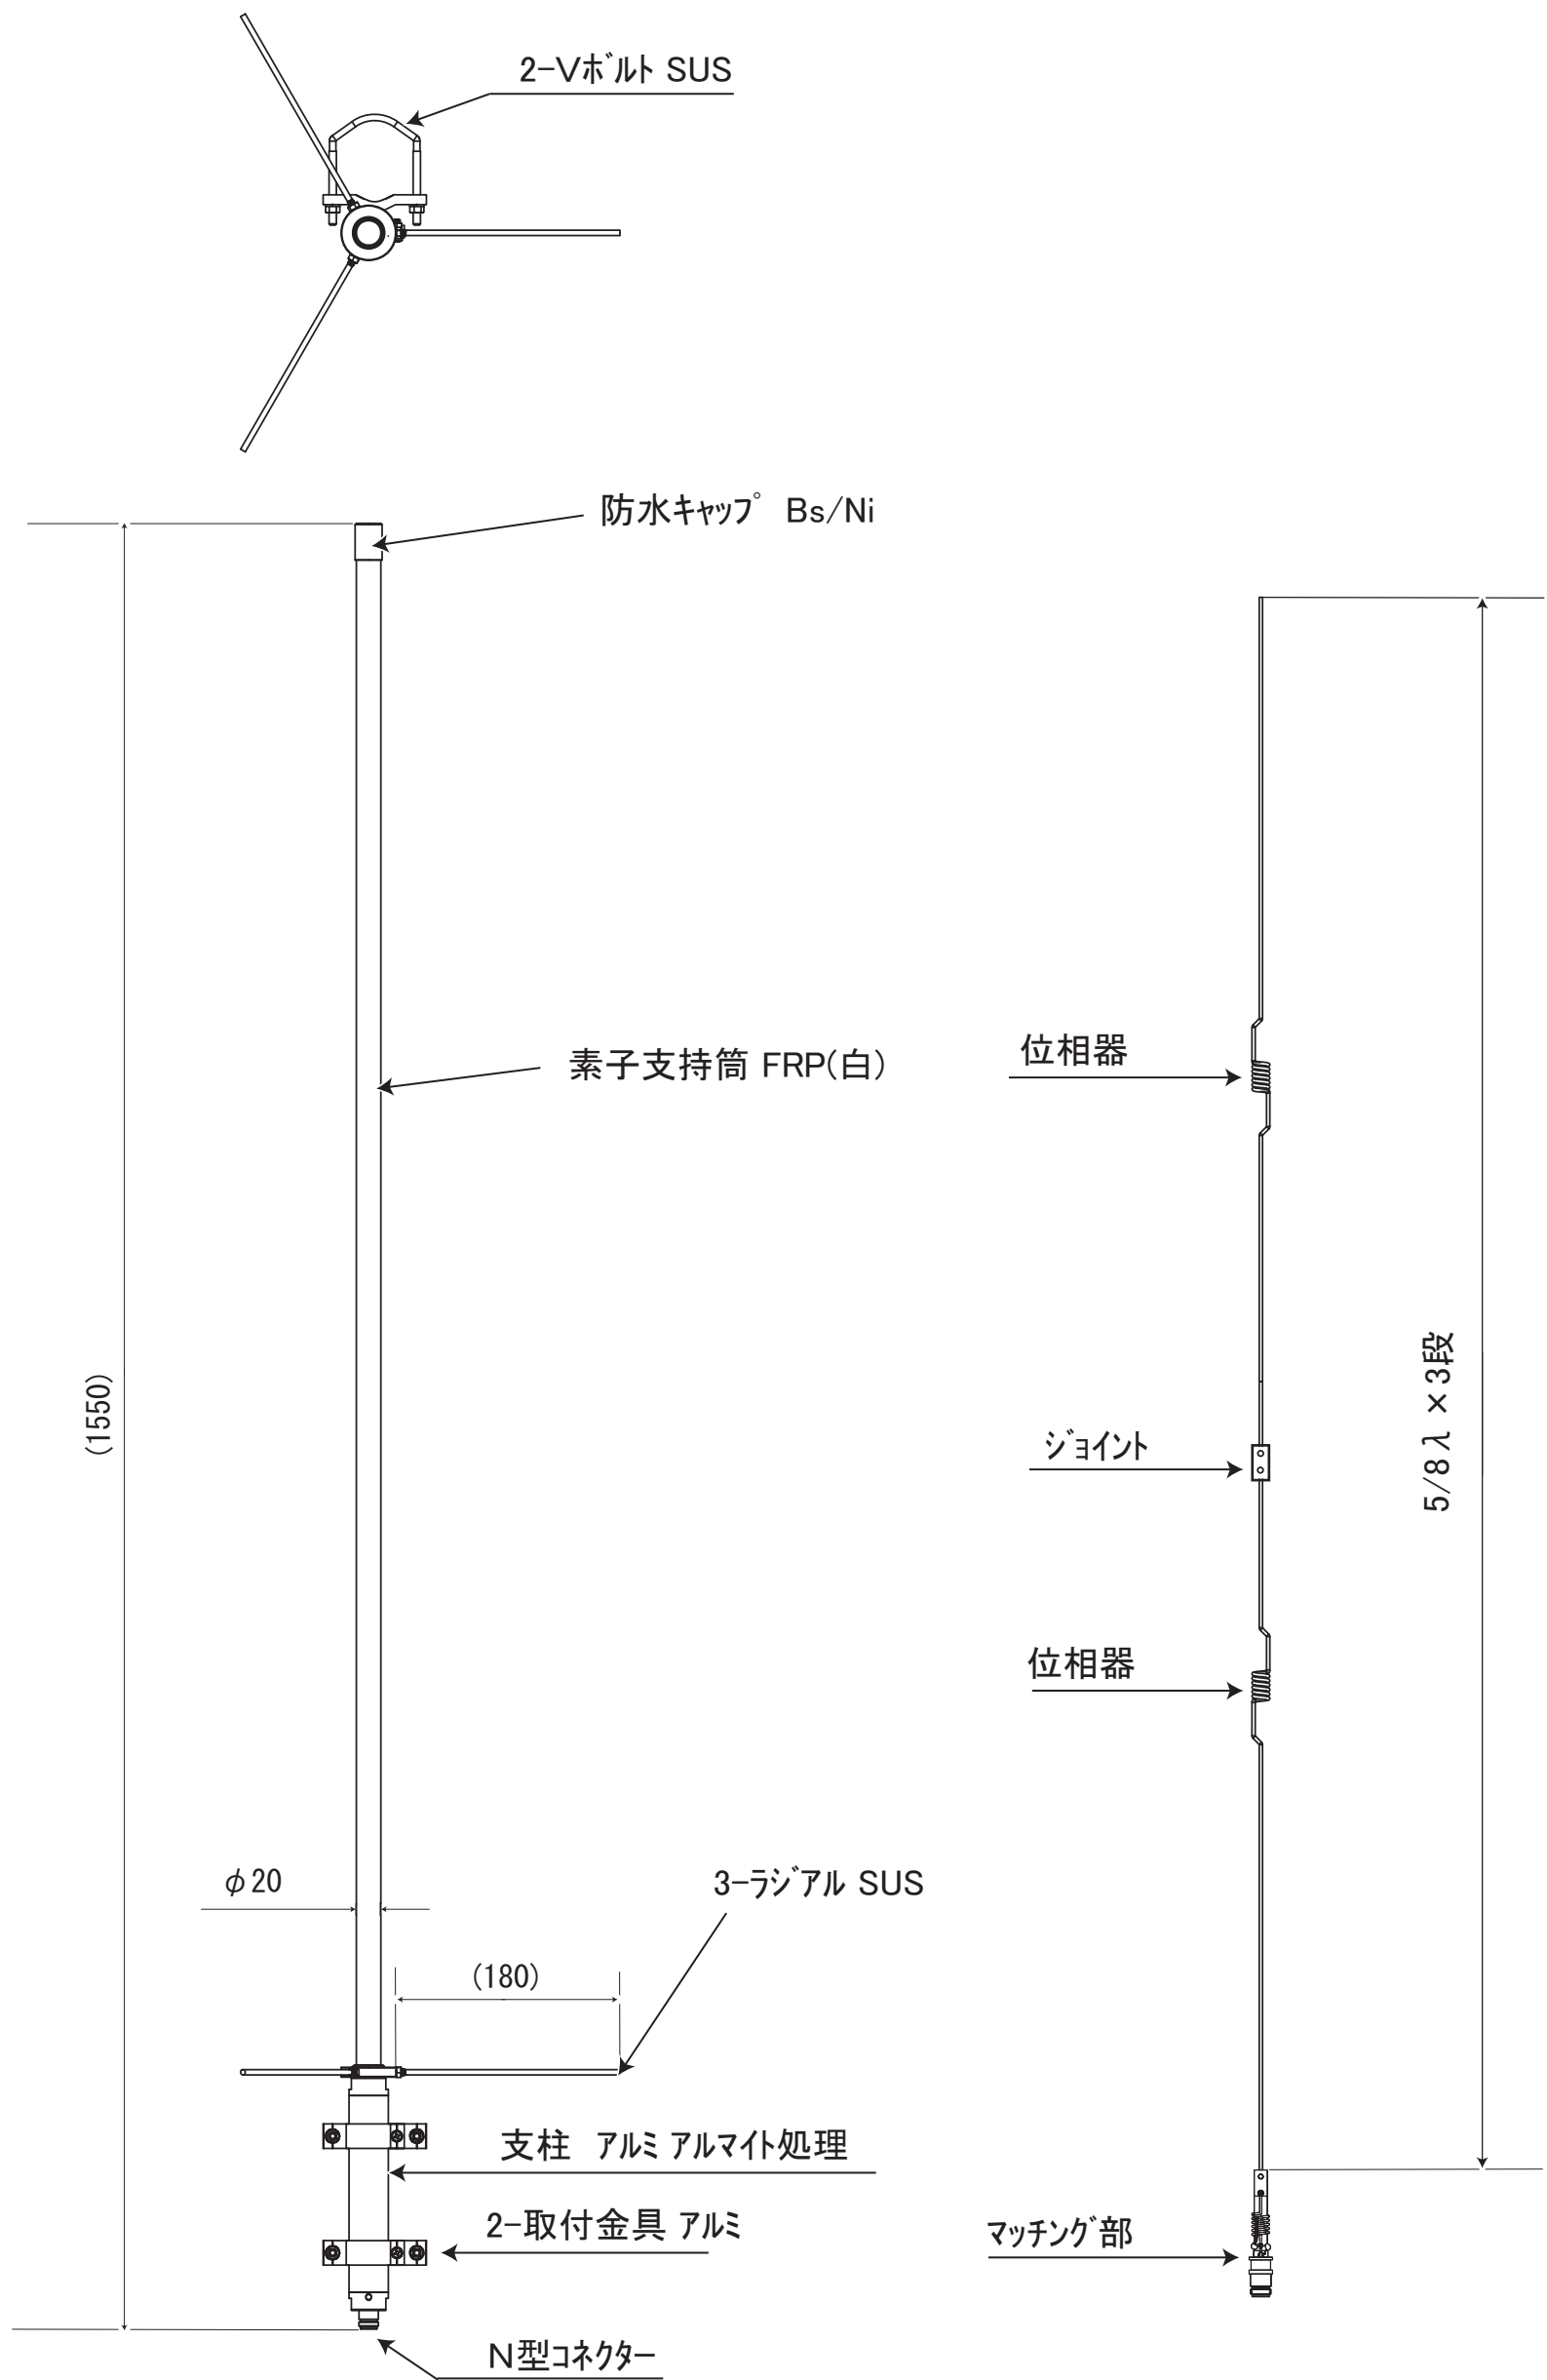 2-Vボルト SUS
防水キャップ Bs/Ni
素子支持筒 FRP(白)
位相器
(1550)
5/8λ×3段
ジョイント
位相器
φ20
3-ラジアル SUS
(180)
支柱 アルミ アルマイト処理
2-取付金具 アルミ
マッチング部
N型コネクター